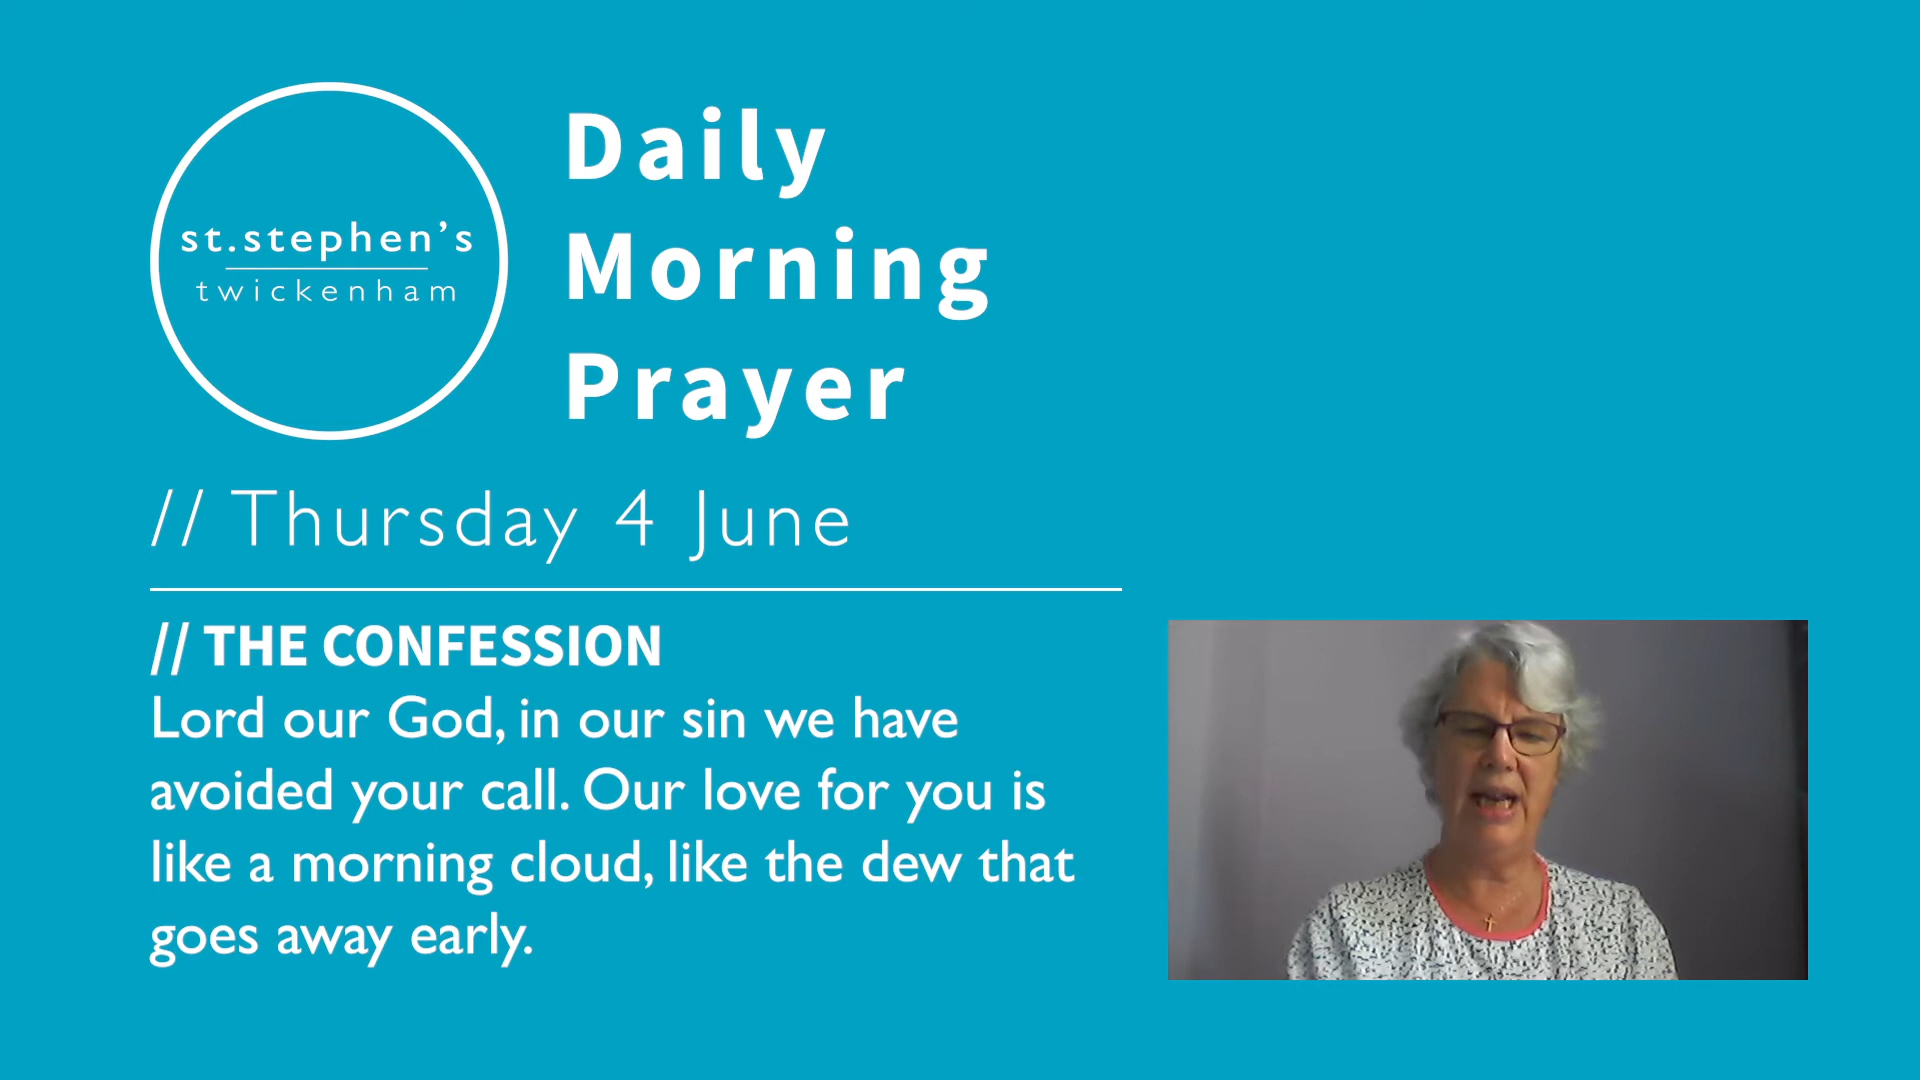 st.stephen's
twickenham
Daily
Morning
Prayer
// Thursday 4 June
// THE CONFESSION
Lord our God, in our sin we have
avoided your call. Our love for you is
like a morning cloud, like the dew that
goes away early.